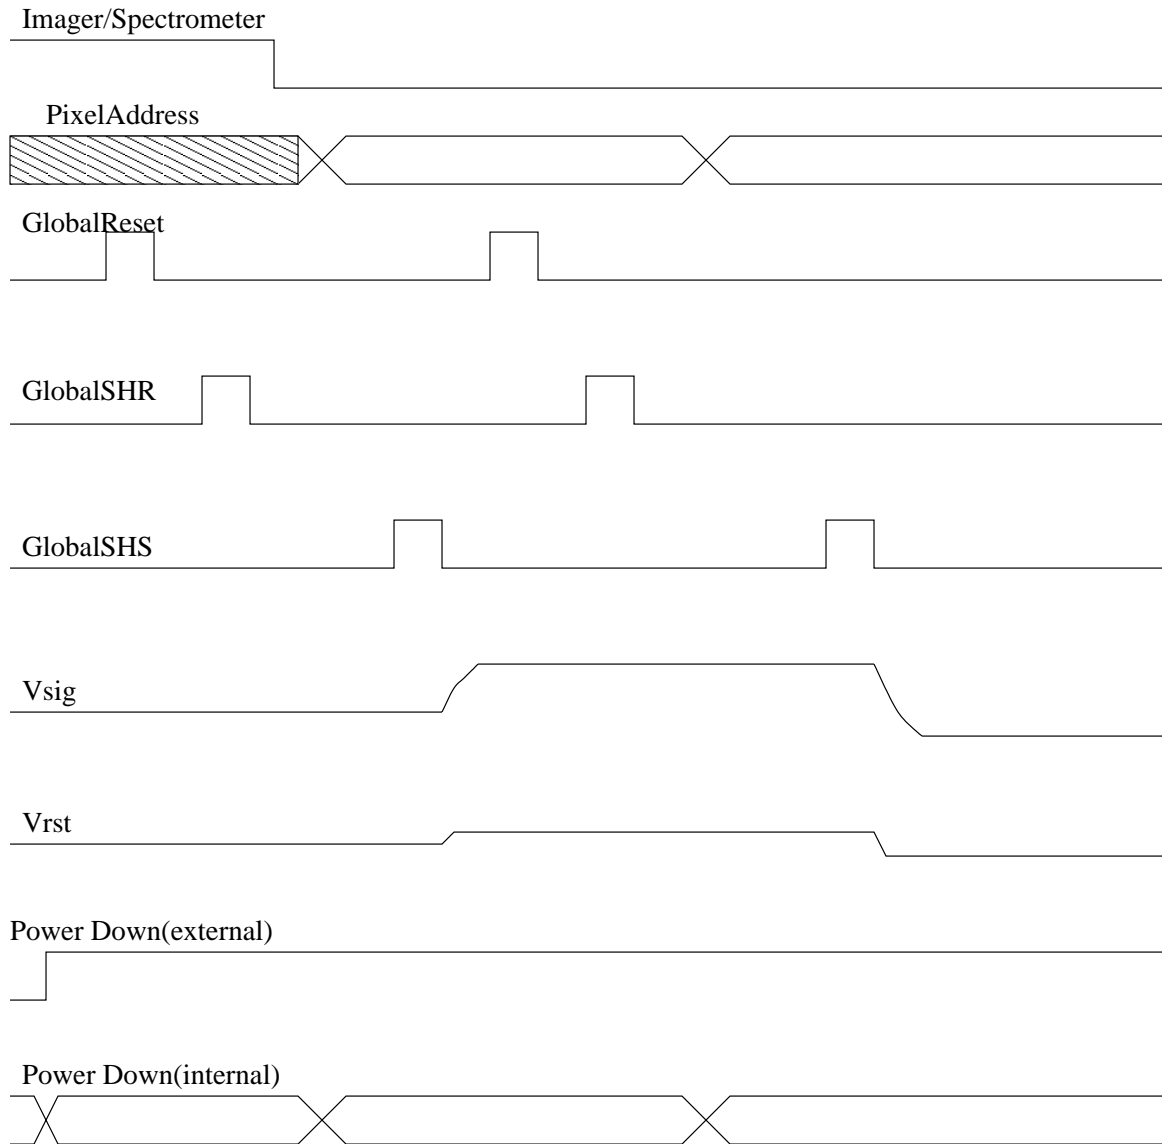 Imager/Spectrometer
PixelAddress
GlobalReset
GlobalSHR
GlobalSHS
Vsig
Vrst
Power Down(external)
Power Down(internal)